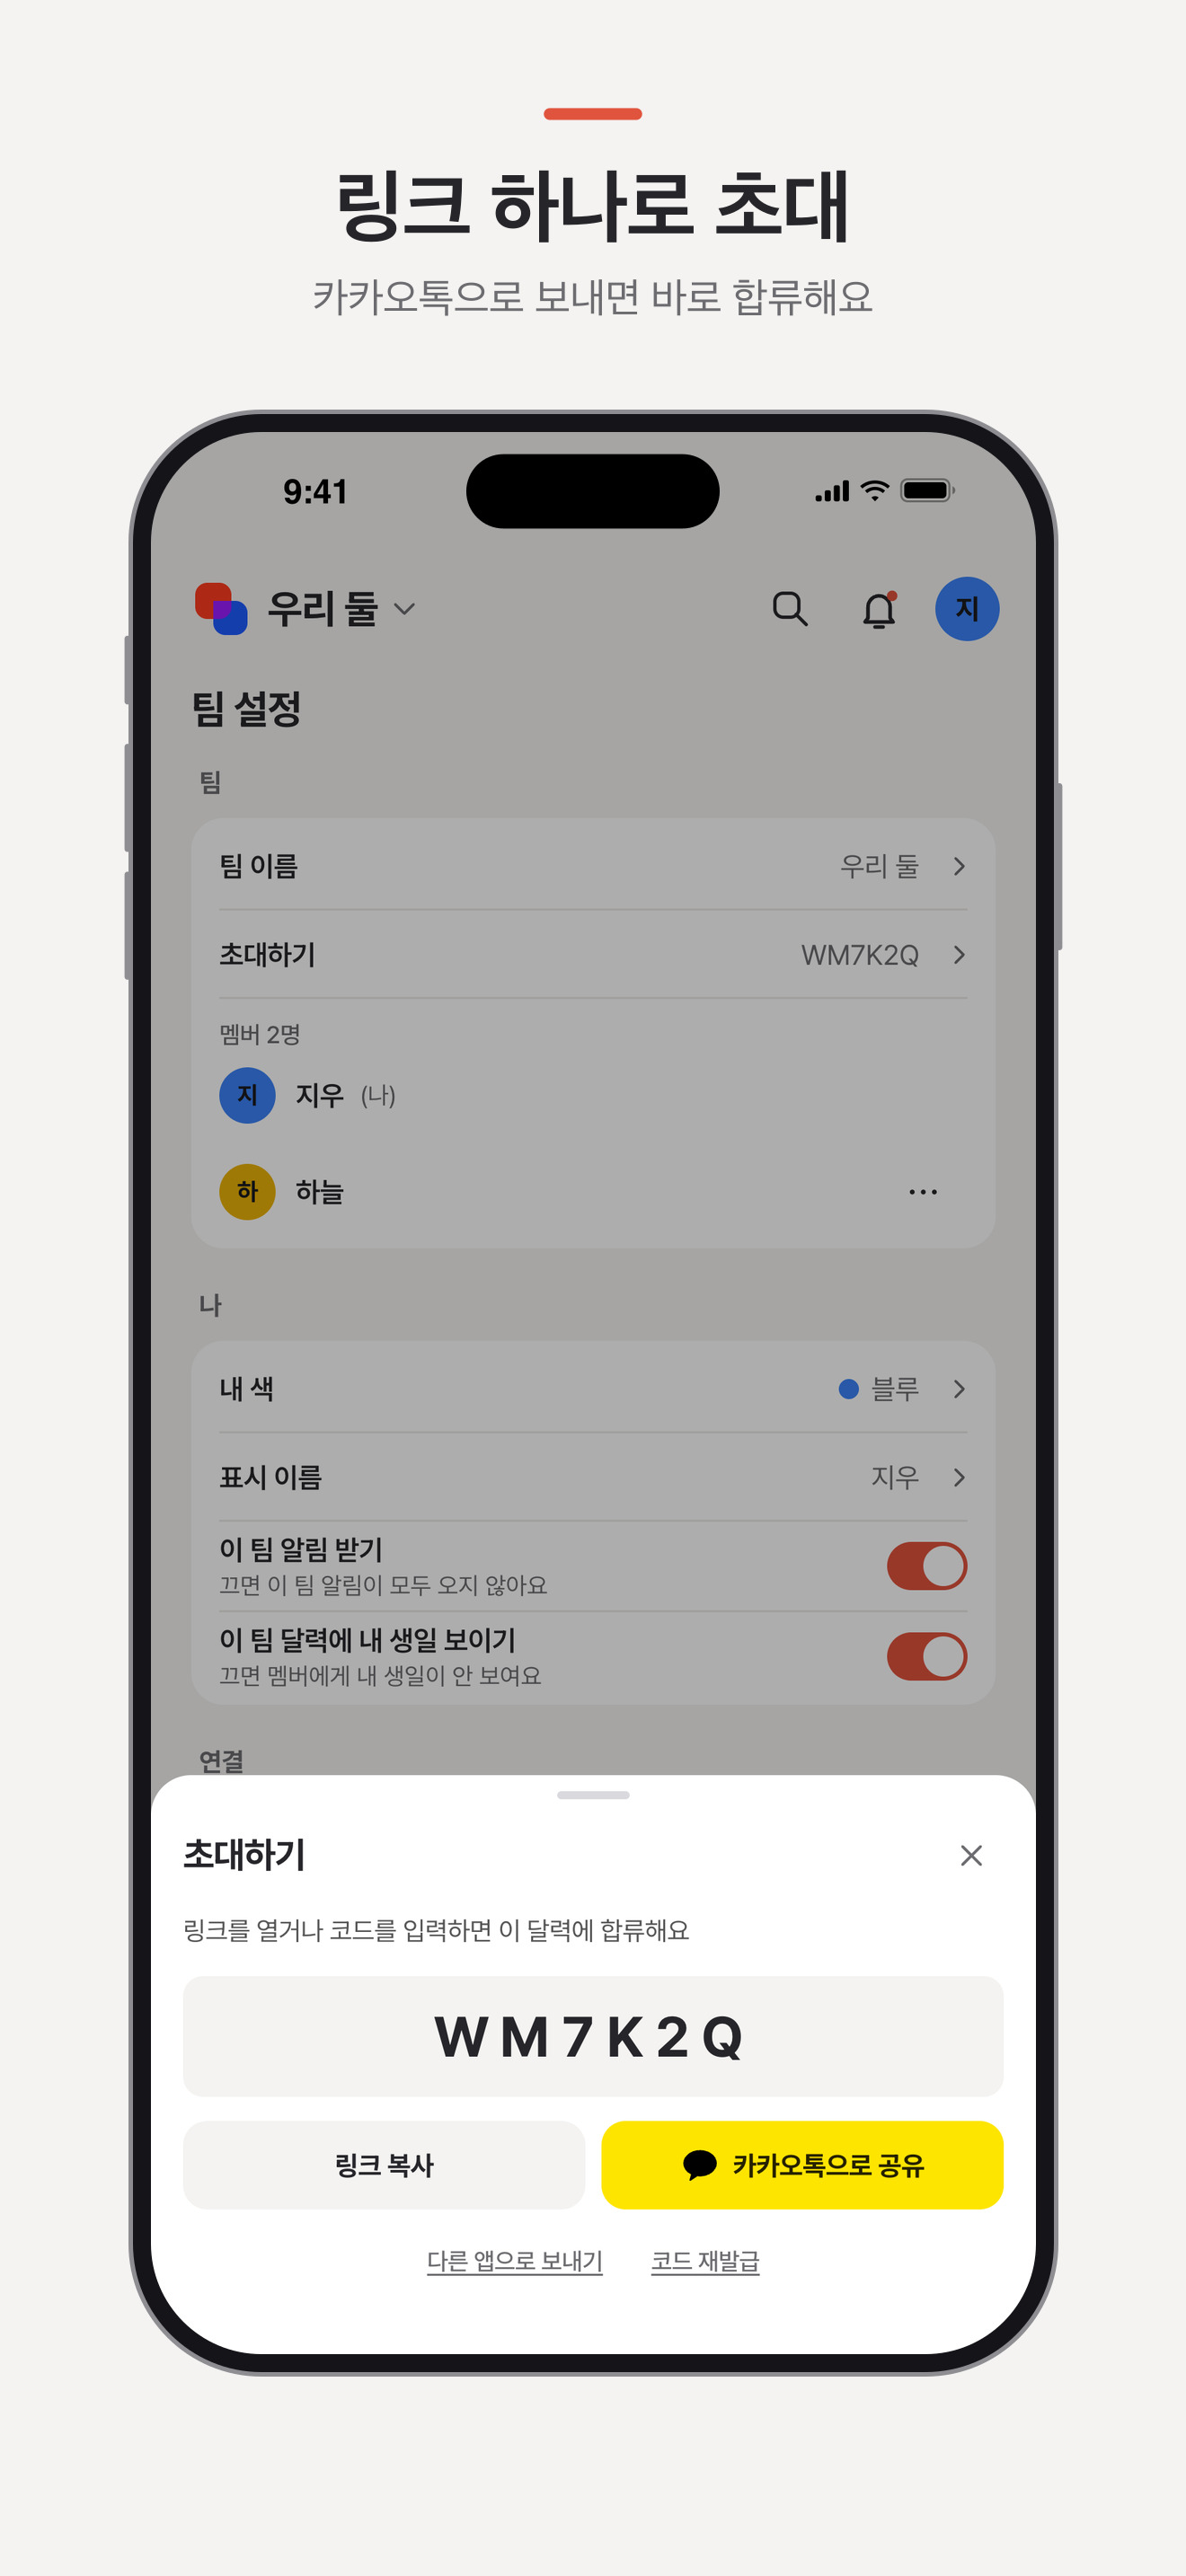 링크 하나로 초대
카카오톡으로 보내면 바로 합류해요
9:41
우리 둘
지
팀 설정
팀
팀 이름 우리 둘
초대하기 WM7K2Q
멤버 2명
지 지우 (나)
하 하늘
나
내 색 블루
표시 이름 지우
이 팀 알림 받기
끄면 이 팀 알림이 모두 오지 않아요
이 팀 달력에 내 생일 보이기
끄면 멤버에게 내 생일이 안 보여요
연결
초대하기
링크를 열거나 코드를 입력하면 이 달력에 합류해요
WM7K2Q
링크 복사 카카오톡으로 공유
다른 앱으로 보내기 코드 재발급